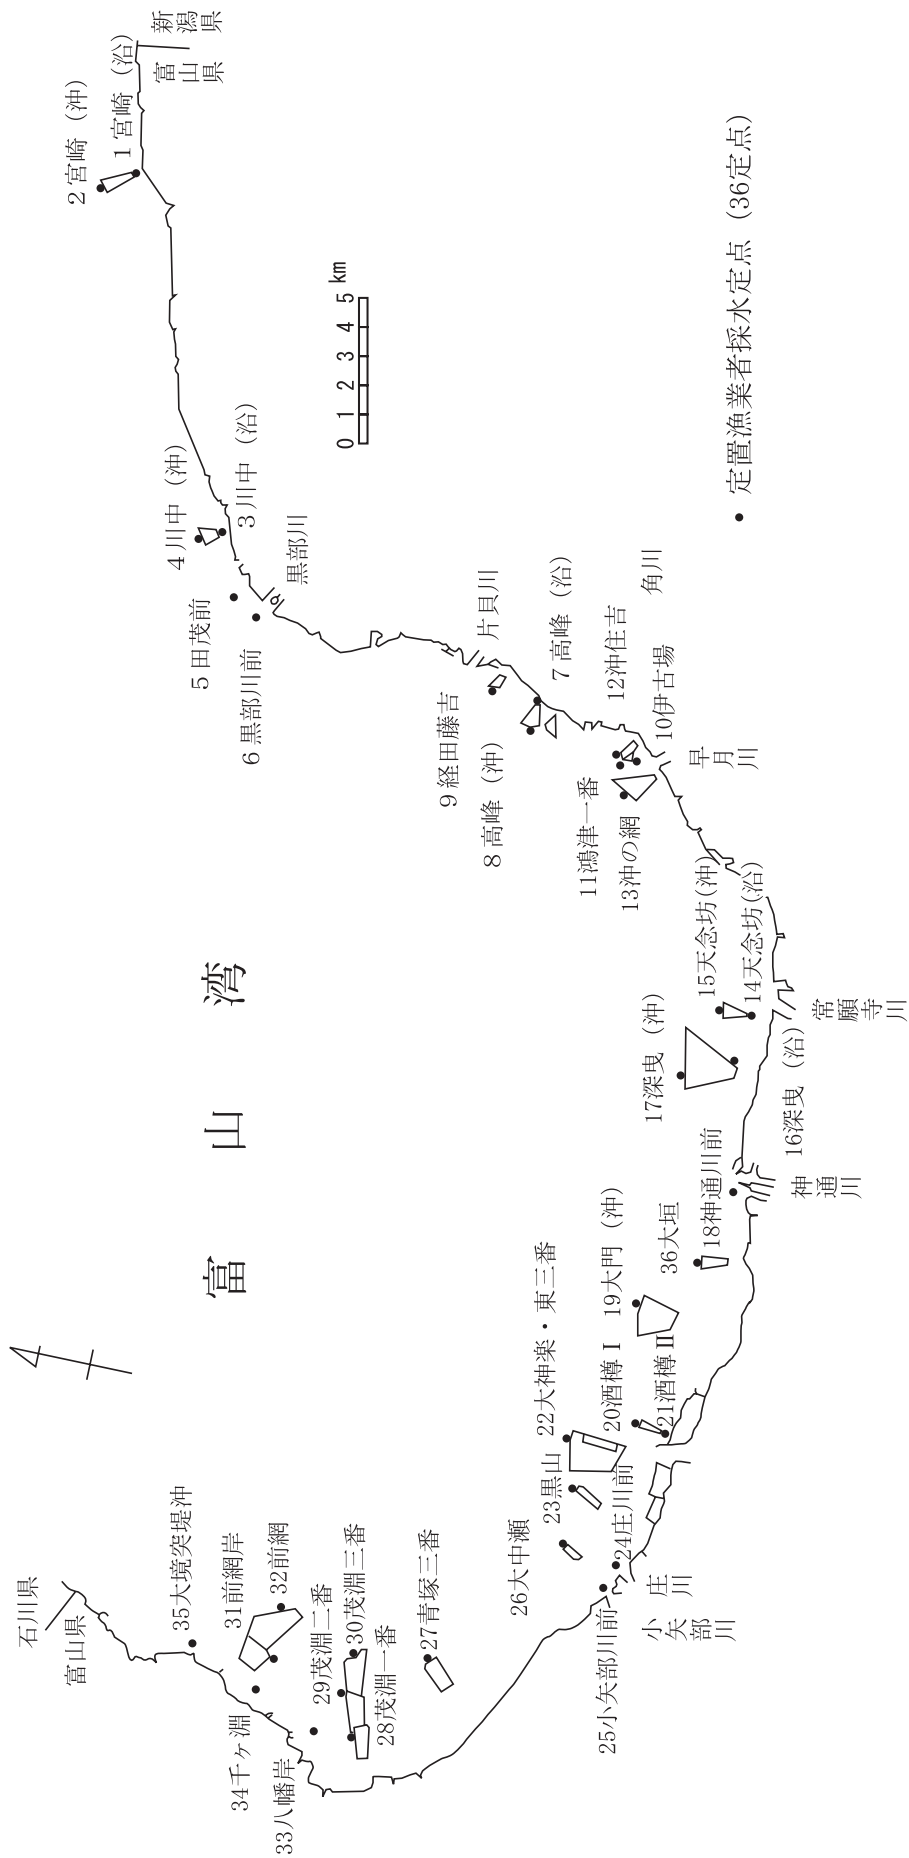 富山湾
石川県
富山県
新潟県
富山県
1宮崎（沿）
2宮崎（沖）
3川中（沿）
4川中（沖）
5田茂前
6黒部川前
黒部川
片貝川
7高峰（沿）
8高峰（沖）
9経田藤吉
角川
10伊古場
11鴻津一番
12沖住吉
13沖の網
早月川
14天念坊(沿)
15天念坊(沖)
常願寺川
16深曳（沿）
17深曳（沖）
神通川
18神通川前
36大垣
19大門（沖）
20酒樽Ⅰ
21酒樽Ⅱ
22大神楽・東三番
23黒山
24庄川前
庄川
25小矢部川前
小矢部川
26大中瀬
27青塚三番
28茂淵一番
29茂淵二番
30茂淵三番
31前網岸
32前網
33八幡岸
34千ヶ淵
35大境突堤沖
0 1 2 3 4 5 km
● 定置漁業者採水定点（36定点）